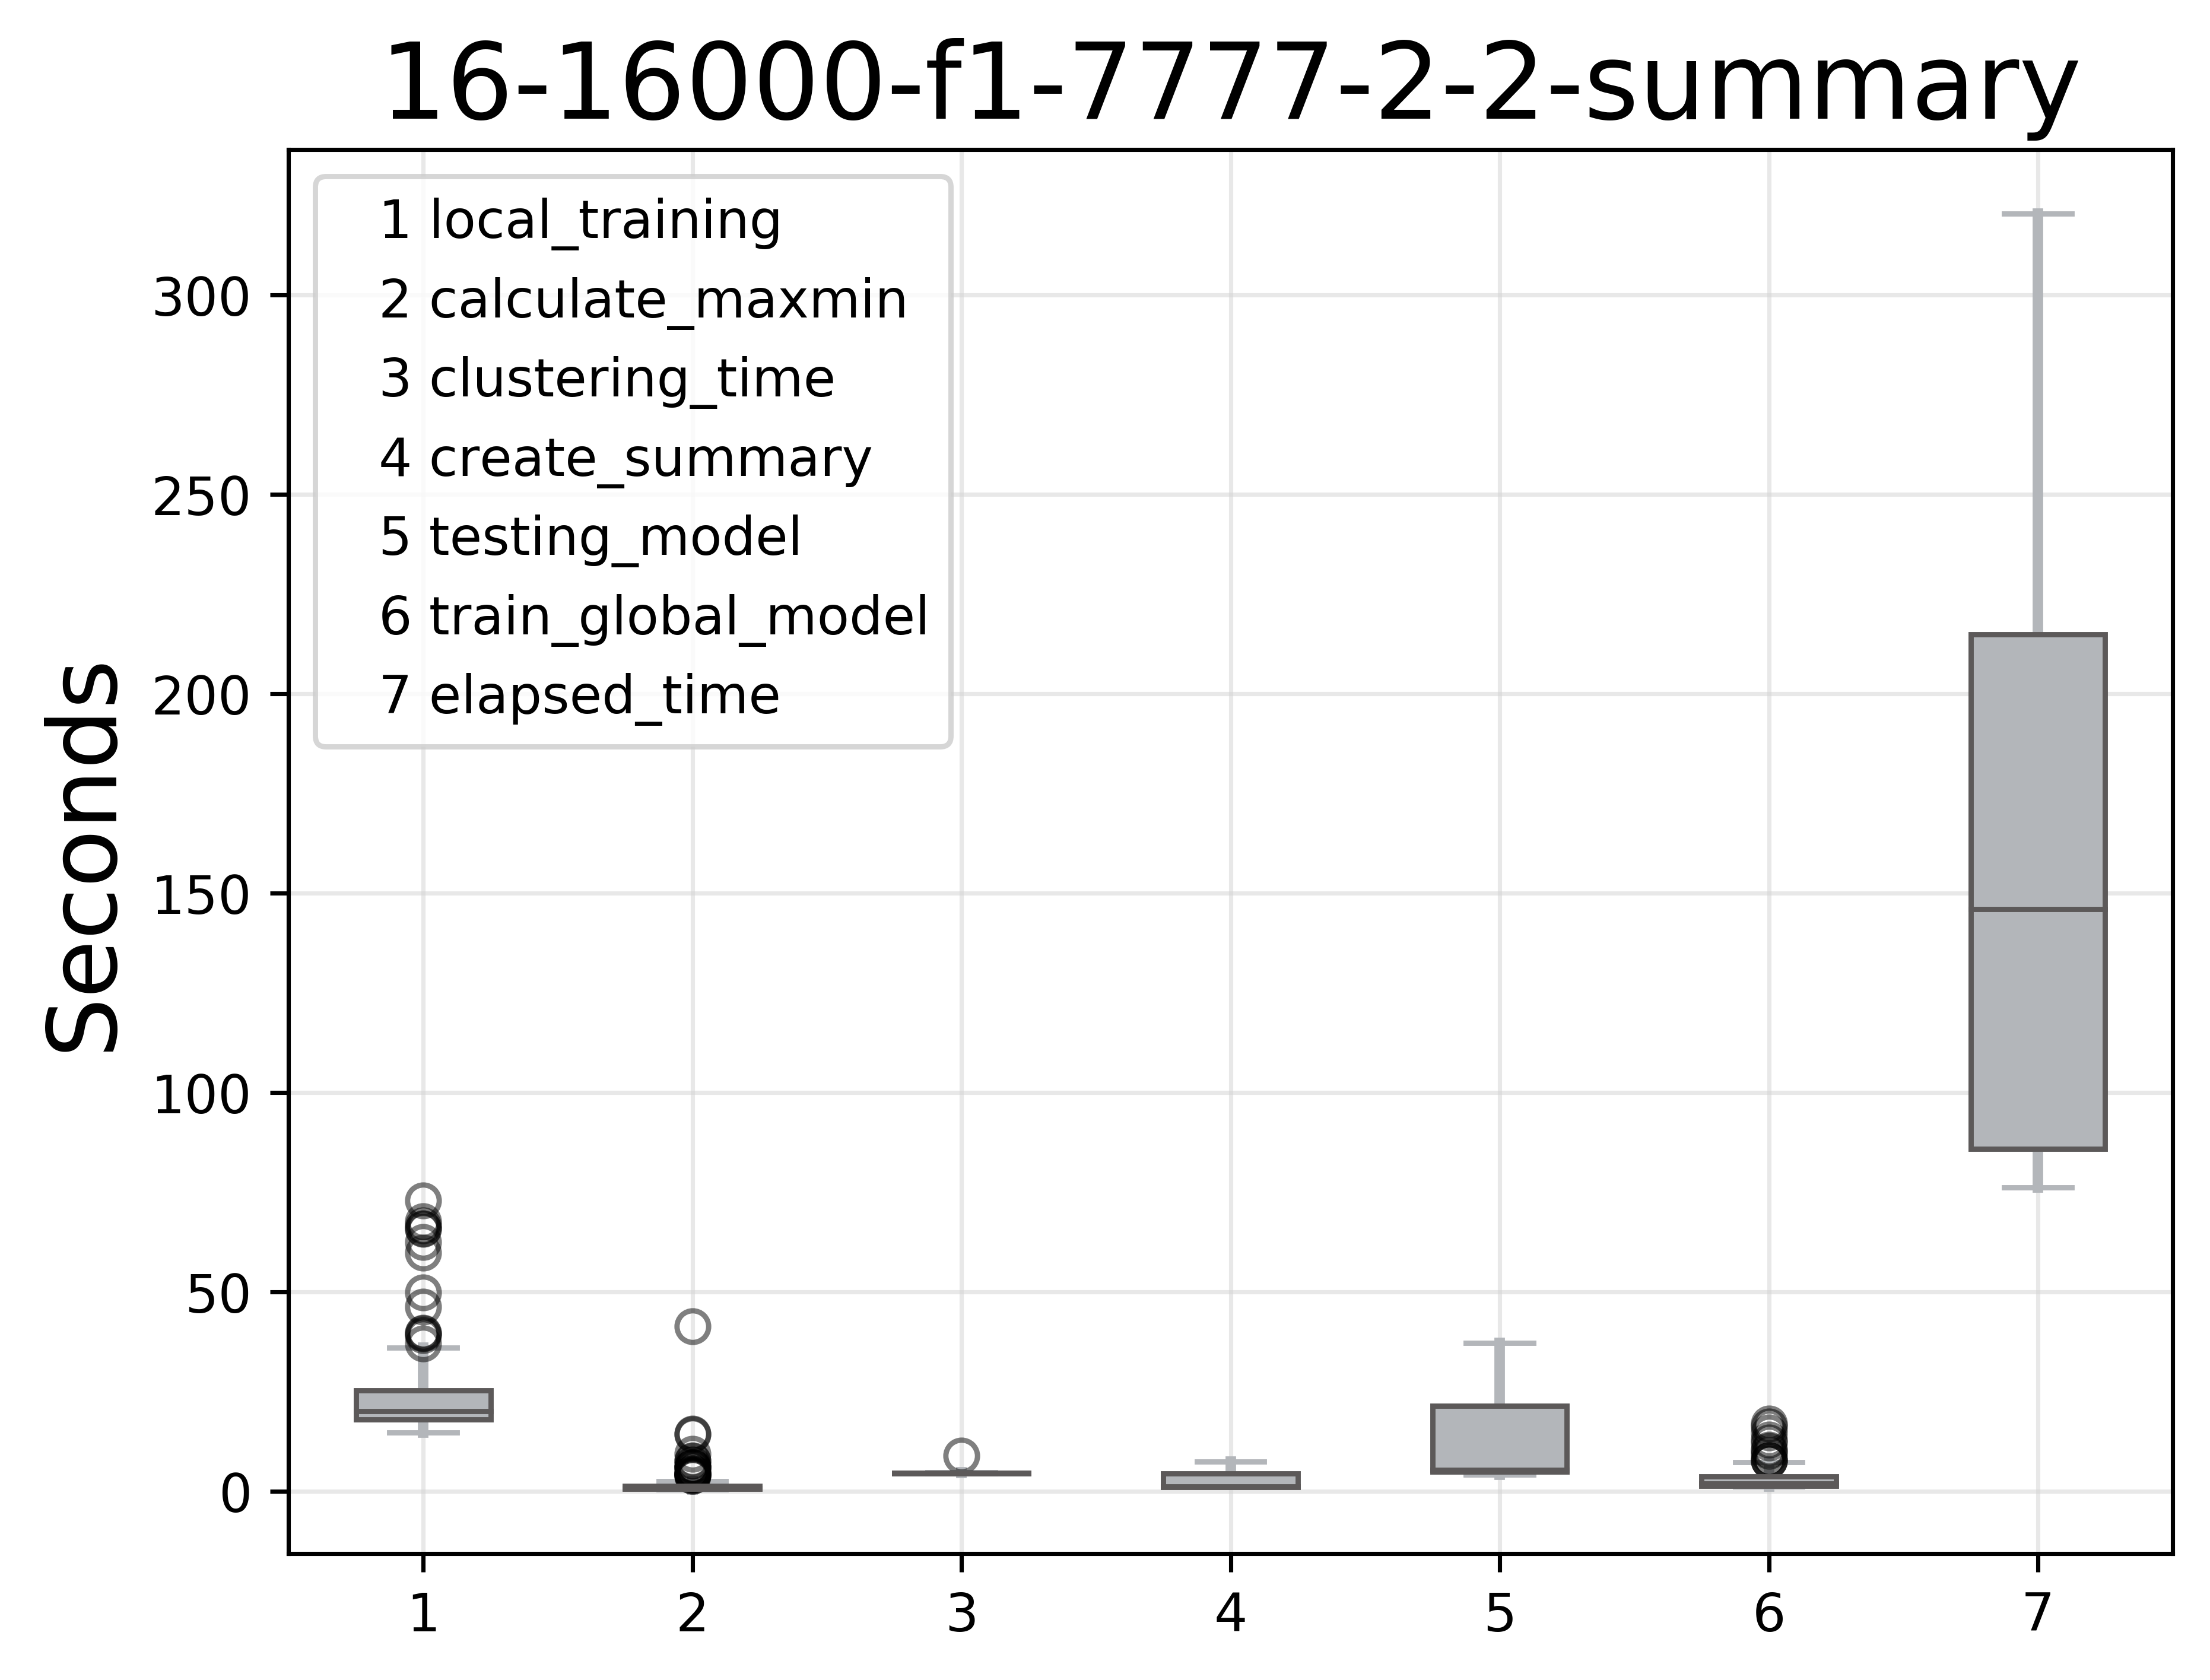 16-16000-f1-7777-2-2-summary
1 local_training
2 calculate_maxmin
3 clustering_time
4 create_summary
5 testing_model
6 train_global_model
7 elapsed_time
Seconds
300
250
200
150
100
50
0
1 2 3 4 5 6 7